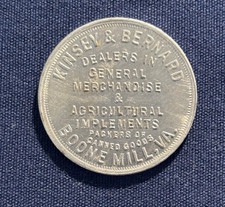 KINSEY & BERNARD
DEALERS IN
GENERAL
MERCHANDISE
&
AGRICULTURAL
IMPLEMENTS
PACKERS OF
CANNED GOODS
BOONE MILL, VA.